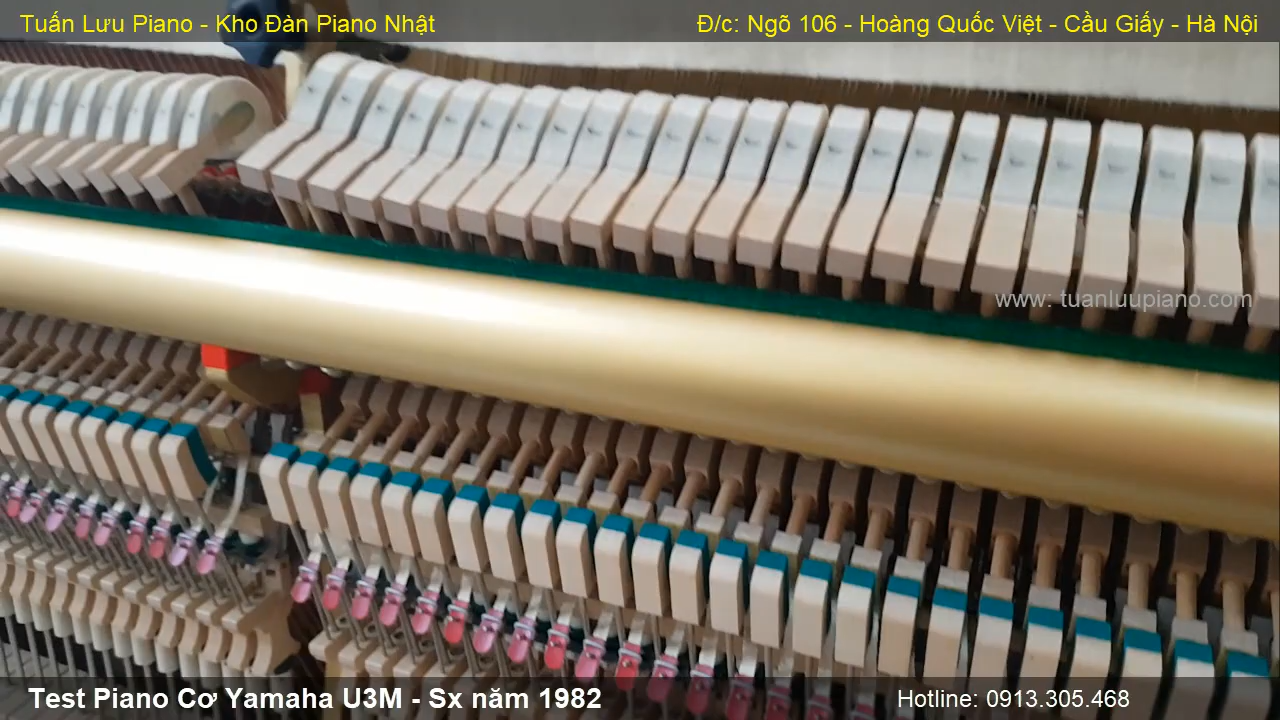 Tuấn Lưu Piano - Kho Đàn Piano Nhật
Đ/c: Ngõ 106 - Hoàng Quốc Việt - Cầu Giấy - Hà Nội
www: tuanluupiano.com
Test Piano Cơ Yamaha U3M - Sx năm 1982
Hotline: 0913.305.468